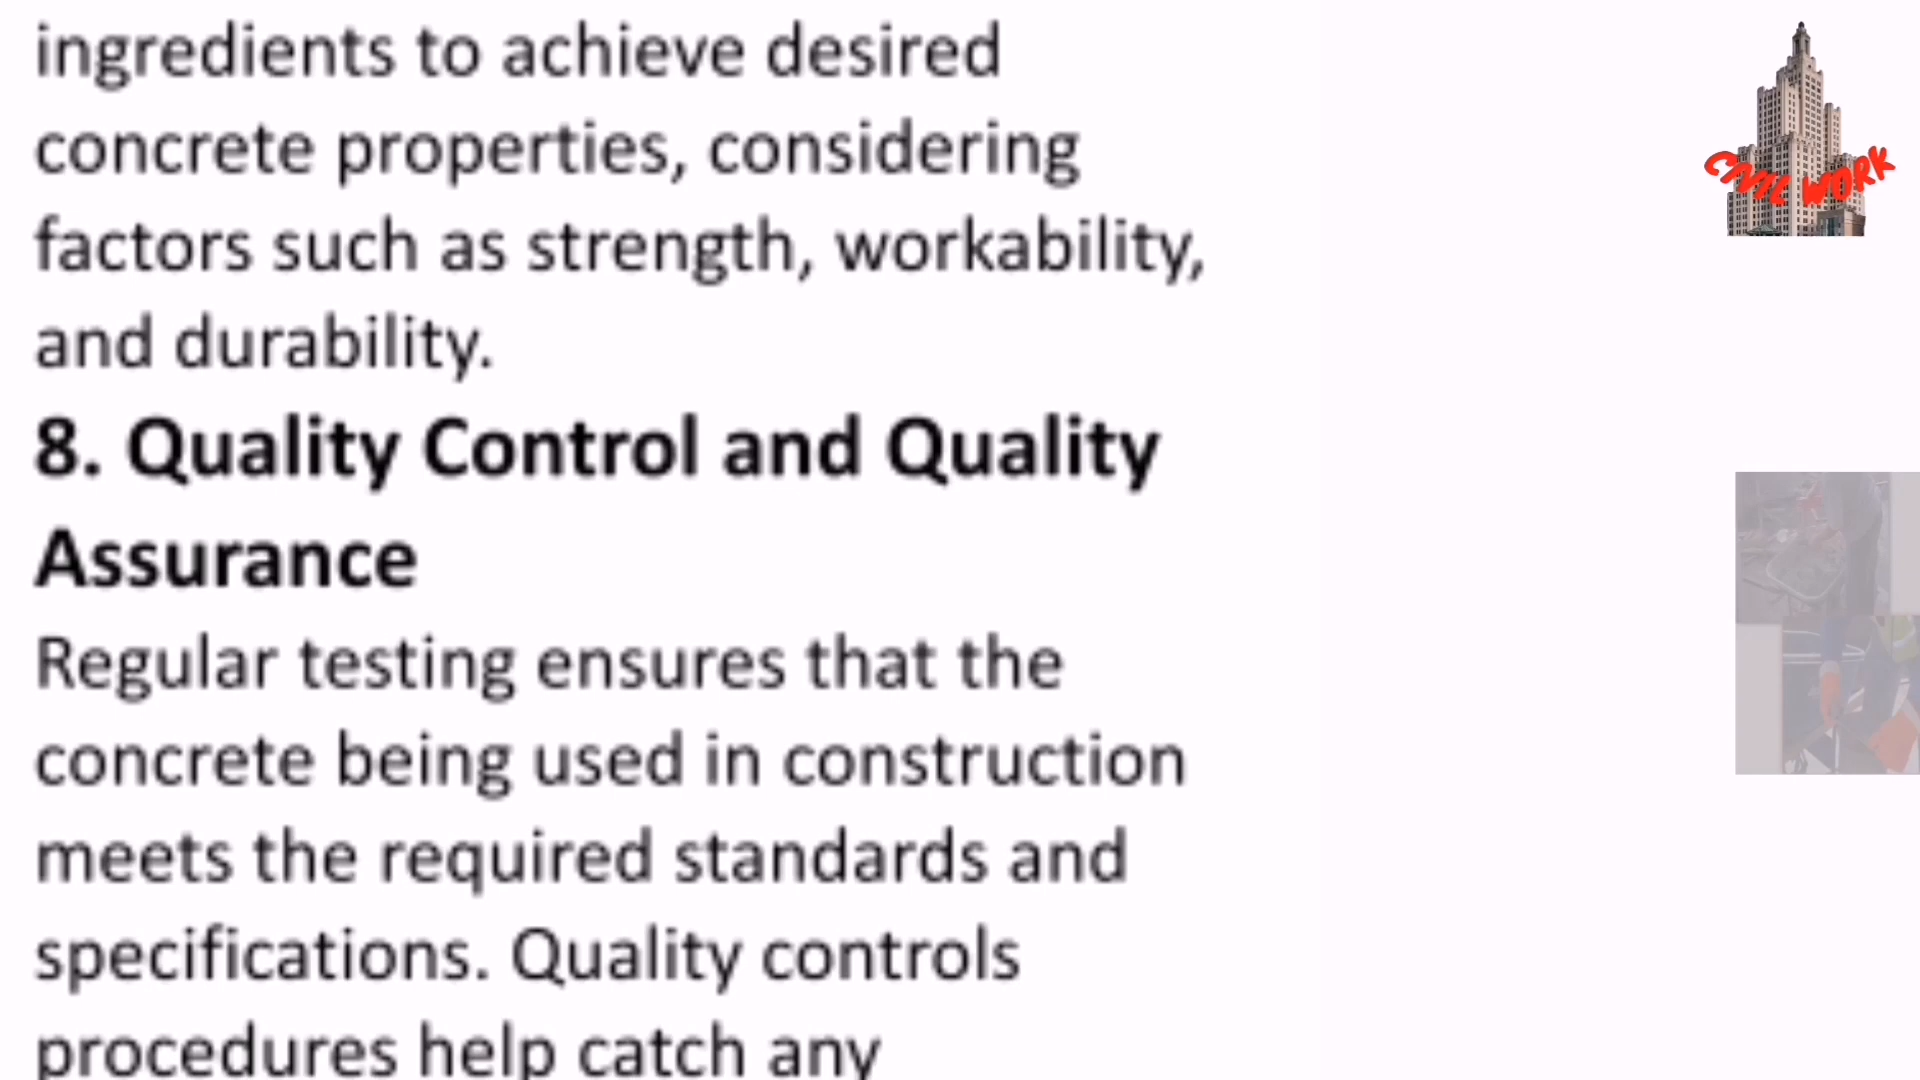 ingredients to achieve desired
concrete properties, considering
factors such as strength, workability,
and durability.
8. Quality Control and Quality
Assurance
Regular testing ensures that the
concrete being used in construction
meets the required standards and
specifications. Quality controls
procedures help catch any
CIVIL WORK